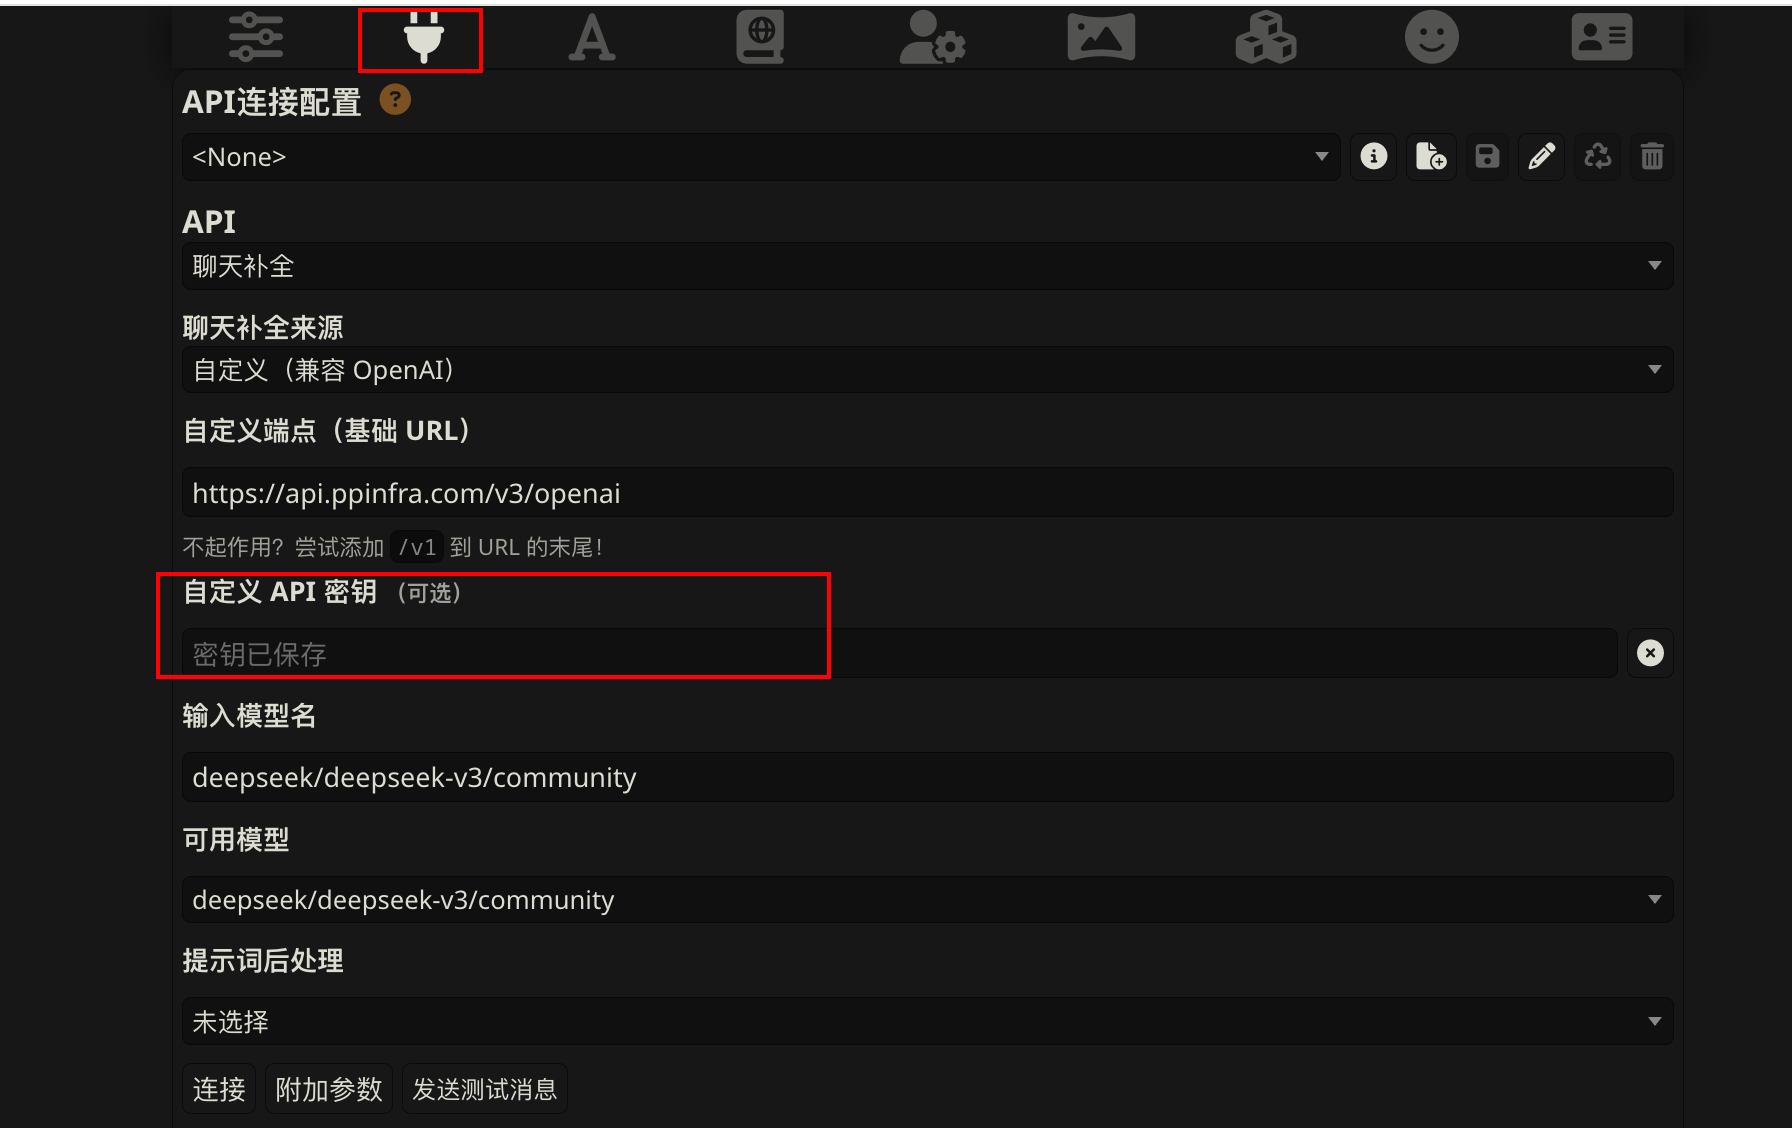 API连接配置 ?
<None>
API
聊天补全
聊天补全来源
自定义（兼容 OpenAI）
自定义端点（基础 URL）
https://api.ppinfra.com/v3/openai
不起作用？尝试添加 /v1 到 URL 的末尾！
自定义 API 密钥 （可选）
密钥已保存
输入模型名
deepseek/deepseek-v3/community
可用模型
deepseek/deepseek-v3/community
提示词后处理
未选择
连接 附加参数 发送测试消息